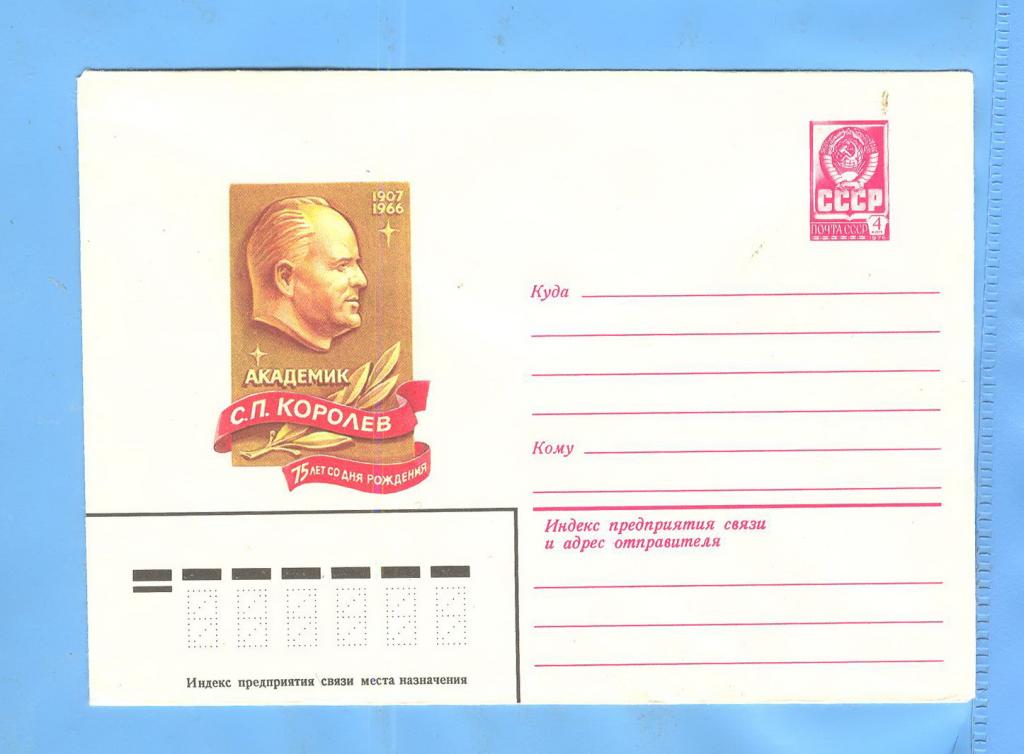 1907
1966
АКАДЕМИК
С.П. КОРОЛЕВ
75 ЛЕТ СО ДНЯ РОЖДЕНИЯ
СССР
ПОЧТА СССР 4
Куда
Кому
Индекс предприятия связи
и адрес отправителя
Индекс предприятия связи места назначения